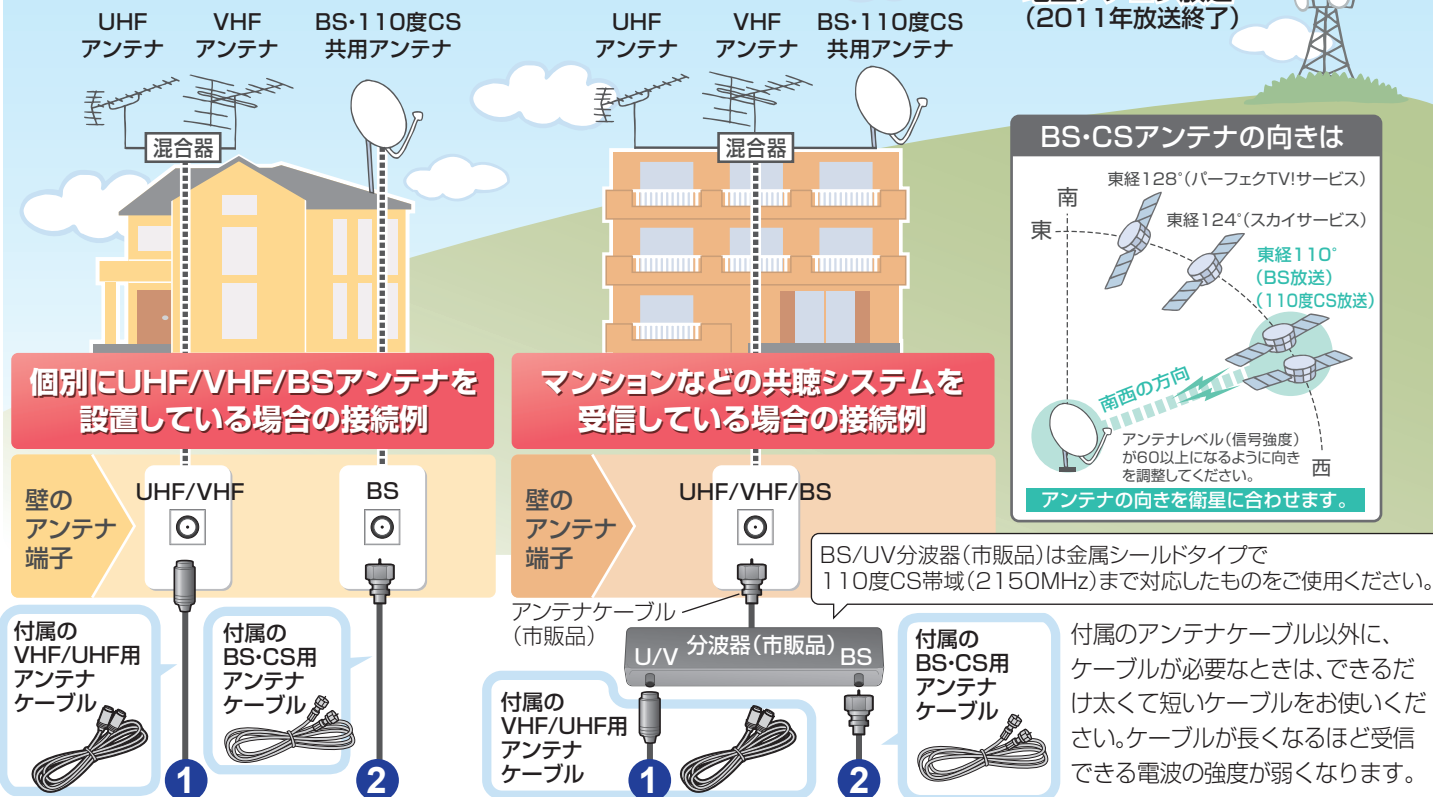 (2011年放送終了)
UHF
アンテナ
VHF
アンテナ
BS・110度CS
共用アンテナ
混合器
UHF
アンテナ
VHF
アンテナ
BS・110度CS
共用アンテナ
混合器
BS・CSアンテナの向きは
東経128°(パーフェクTV!サービス)
南
東
東経124°(スカイサービス)
東経110°
(BS放送)
(110度CS放送)
南西の方向
アンテナレベル(信号強度)
が60以上になるように向き
を調整してください。
西
アンテナの向きを衛星に合わせます。
個別にUHF/VHF/BSアンテナを
設置している場合の接続例
壁の
アンテナ
端子
UHF/VHF
BS
付属の
VHF/UHF用
アンテナ
ケーブル
1
付属の
BS・CS用
アンテナ
ケーブル
2
マンションなどの共聴システムを
受信している場合の接続例
壁の
アンテナ
端子
UHF/VHF/BS
BS/UV分波器(市販品)は金属シールドタイプで
110度CS帯域(2150MHz)まで対応したものをご使用ください。
アンテナケーブル
(市販品)
U/V
分波器(市販品)
BS
付属の
VHF/UHF用
アンテナ
ケーブル
1
2
付属の
BS・CS用
アンテナ
ケーブル
付属のアンテナケーブル以外に、
ケーブルが必要なときは、できるだ
け太くて短いケーブルをお使いくだ
さい。ケーブルが長くなるほど受信
できる電波の強度が弱くなります。